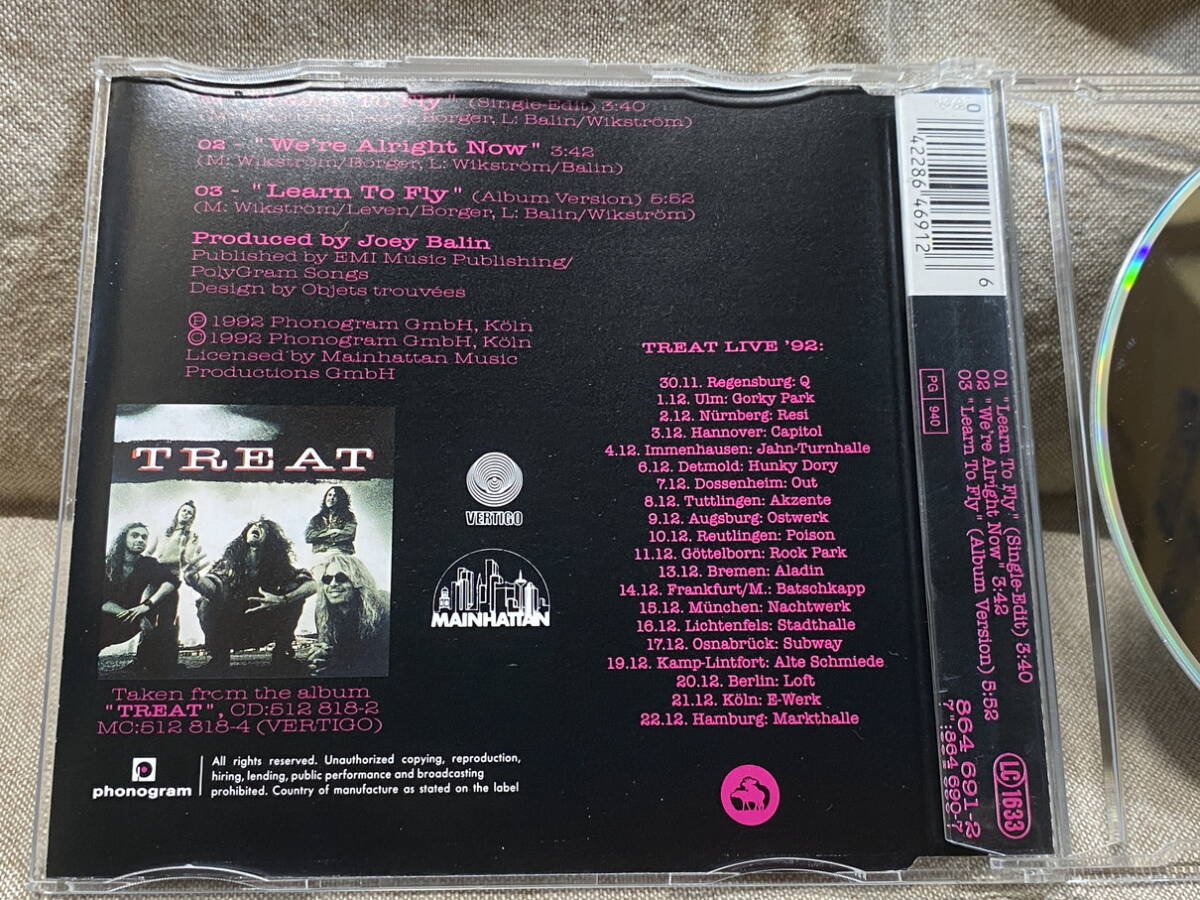 "Learn To Fly" (Single-Edit) 3:40
Borger, L: Balin/Wikström)
02 - "We're Alright Now" 3:42
(M: Wikström/Borger, L: Wikström/Balin)
03 - "Learn To Fly" (Album Version) 5:52
(M: Wikström/Leven/Borger, L: Balin/Wikström)
Produced by Joey Balin
Published by EMI Music Publishing/
PolyGram Songs
Design by Objets trouvées
Ⓟ 1992 Phonogram GmbH, Köln
© 1992 Phonogram GmbH, Köln
Licensed by Mainhattan Music
Productions GmbH
TREAT
Taken from the album
"TREAT", CD:512 818-2
MC:512 818-4 (VERTIGO)
VERTIGO
MAINHATTAN
TREAT LIVE '92:
30.11. Regensburg: Q
1.12. Ulm: Gorky Park
2.12. Nürnberg: Resi
3.12. Hannover: Capitol
4.12. Immenhausen: Jahn-Turnhalle
6.12. Detmold: Hunky Dory
7.12. Dossenheim: Out
8.12. Tuttlingen: Akzente
9.12. Augsburg: Ostwerk
10.12. Reutlingen: Poison
11.12. Göttelborn: Rock Park
13.12. Bremen: Aladin
14.12. Frankfurt/M.: Batschkapp
15.12. München: Nachtwerk
16.12. Lichtenfels: Stadthalle
17.12. Osnabrück: Subway
19.12. Kamp-Lintfort: Alte Schmiede
20.12. Berlin: Loft
21.12. Köln: E-Werk
22.12. Hamburg: Markthalle
phonogram
All rights reserved. Unauthorized copying, reproduction,
hiring, lending, public performance and broadcasting
prohibited. Country of manufacture as stated on the label
0 42286 46912 6
PG 940
01 "Learn To Fly" (Single-Edit) 3:40
02 "We're Alright Now" 3:42
03 "Learn To Fly" (Album Version) 5:52
864 691-2
7":864 690-7
LC 1633